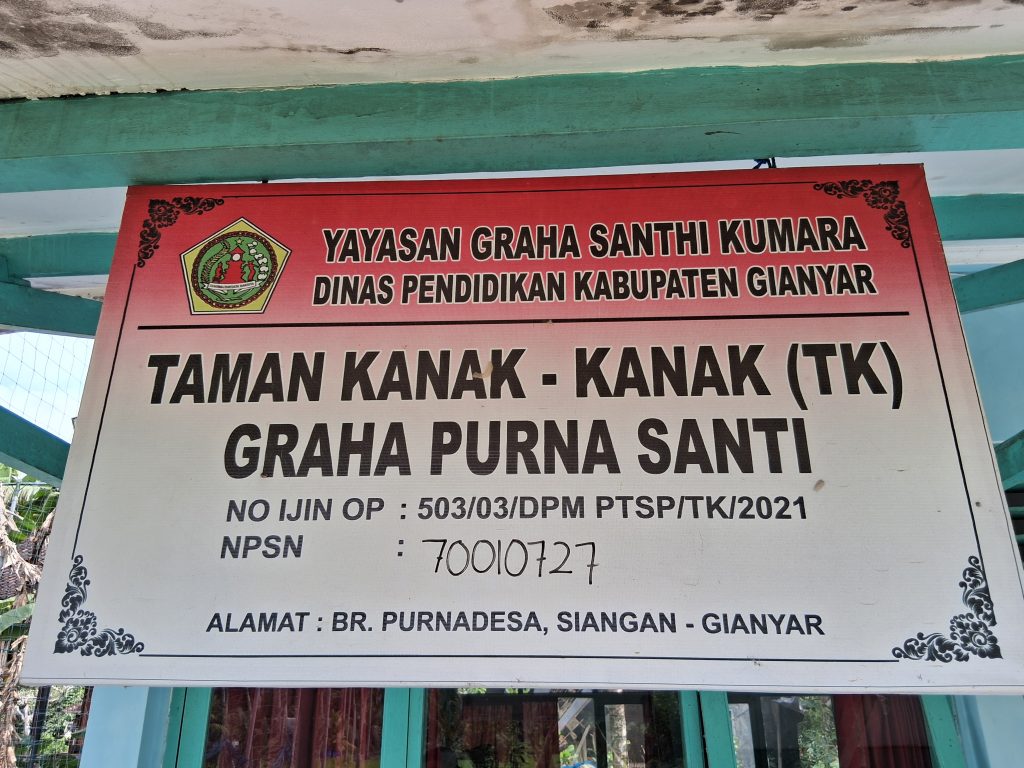 YAYASAN GRAHA SANTHI KUMARA
DINAS PENDIDIKAN KABUPATEN GIANYAR
TAMAN KANAK - KANAK (TK)
GRAHA PURNA SANTI
NO IJIN OP : 503/03/DPM PTSP/TK/2021
NPSN : 70010727
ALAMAT : BR. PURNADESA, SIANGAN - GIANYAR